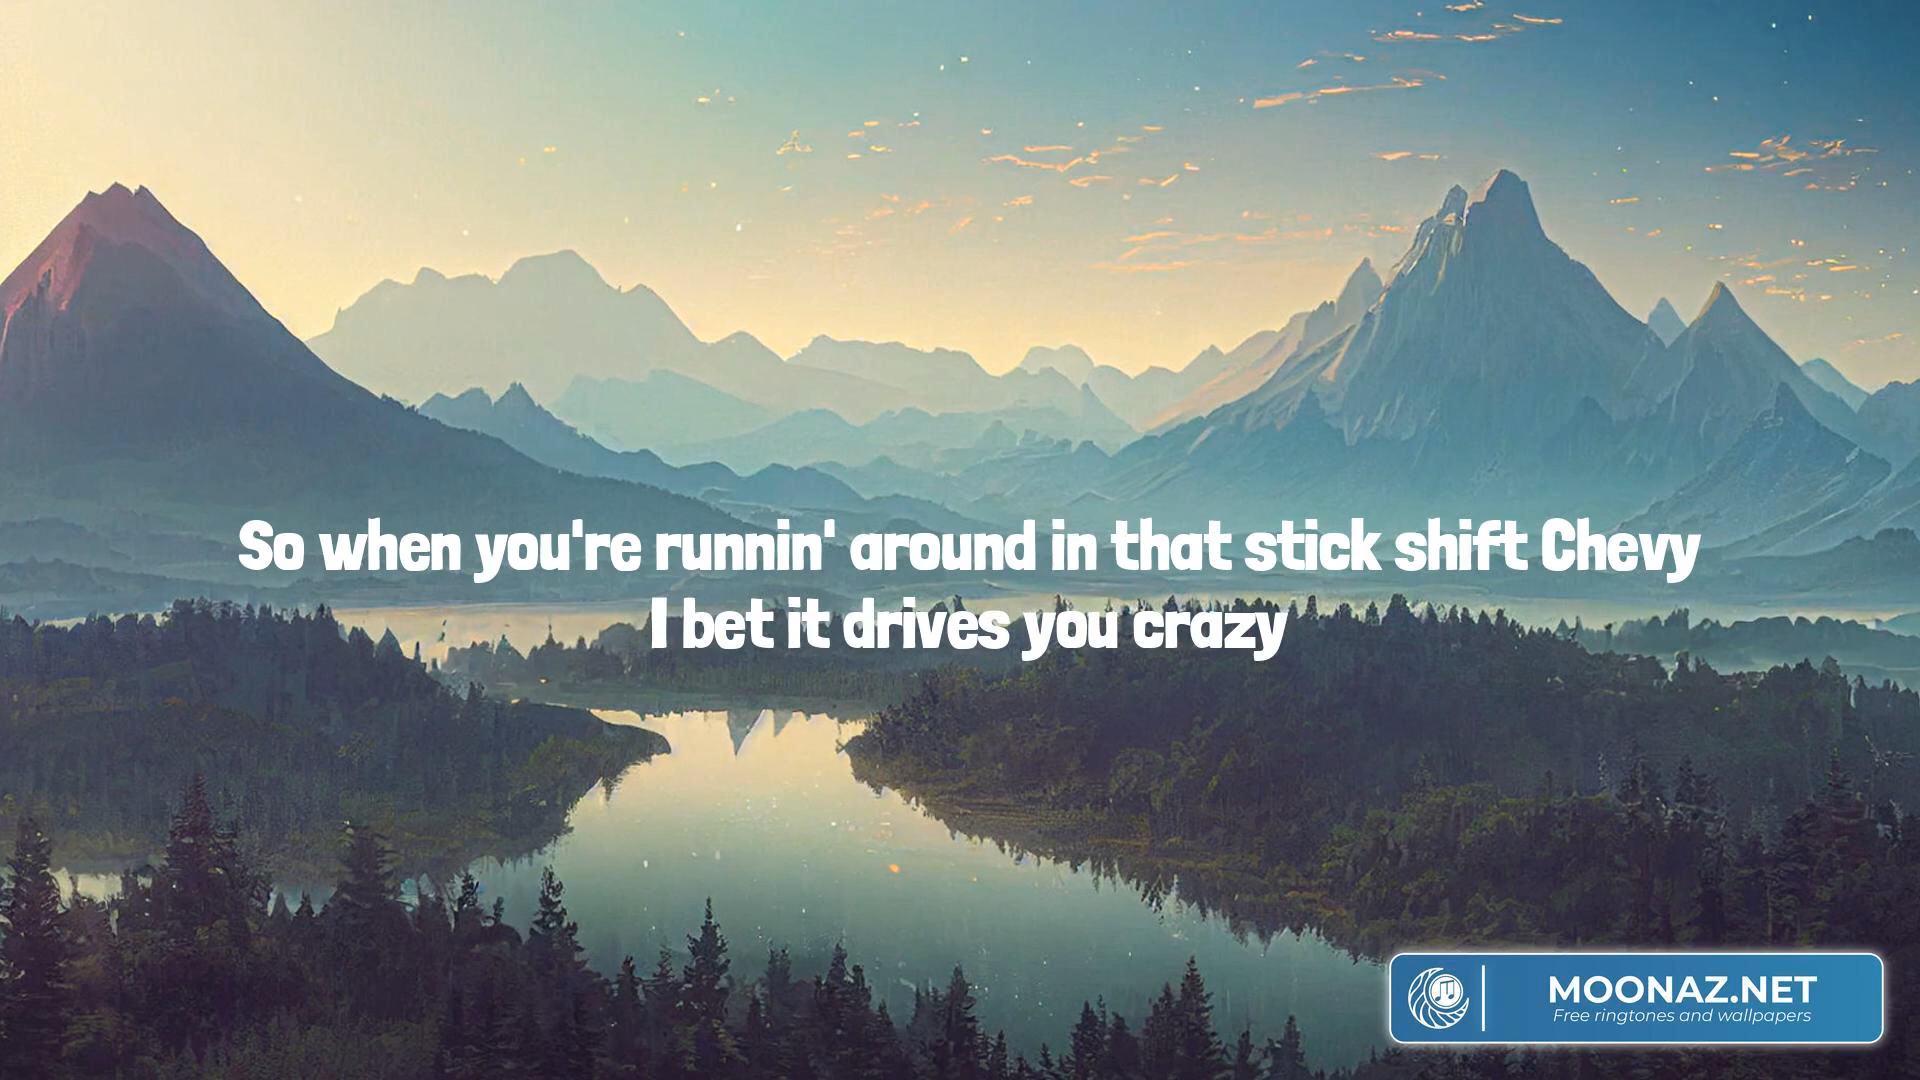 So when you're runnin' around in that stick shift Chevy
I bet it drives you crazy
MOONAZ.NET
Free ringtones and wallpapers